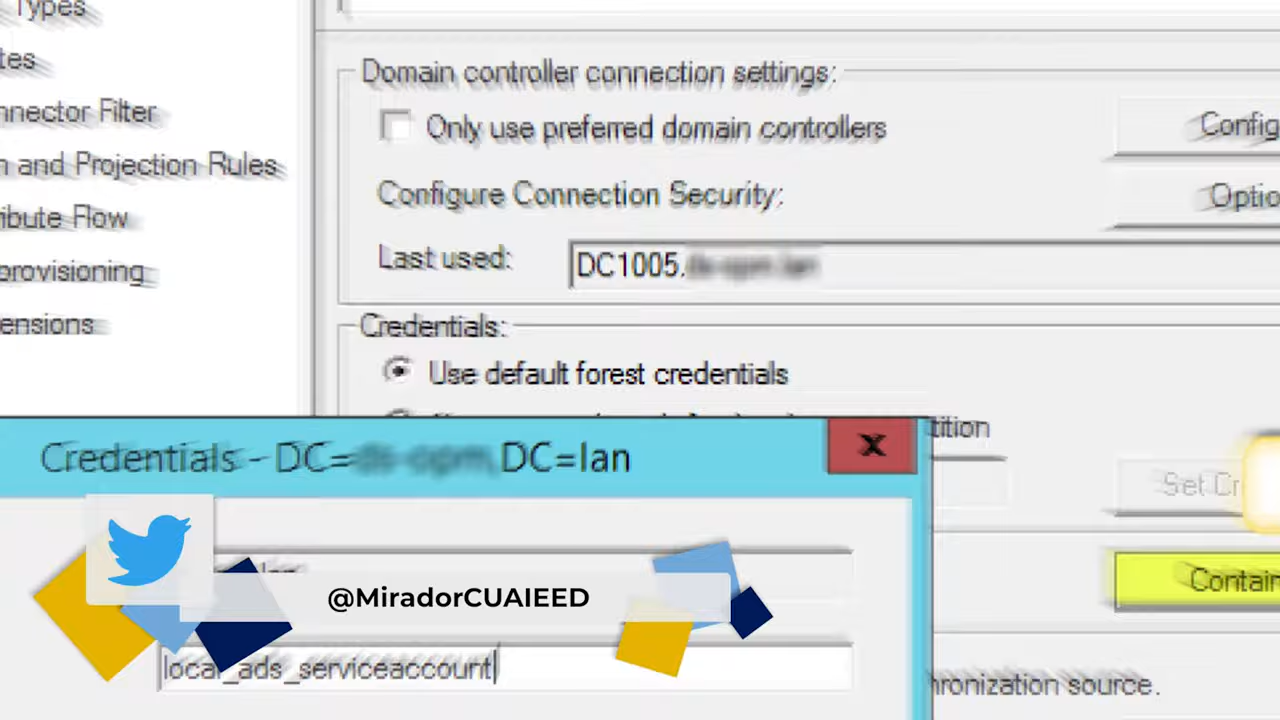 Types
tes
nnector Filter
n and Projection Rules
ribute Flow
provisioning
ensions
Domain controller connection settings:
Only use preferred domain controllers
Config
Configure Connection Security:
Optio
Last used:
DC1005.
Credentials:
Use default forest credentials
tition
Set Cr
Credentials - DC= DC=lan
X
@MiradorCUAIEED
local_ads_serviceaccount
Contain
hronization source.